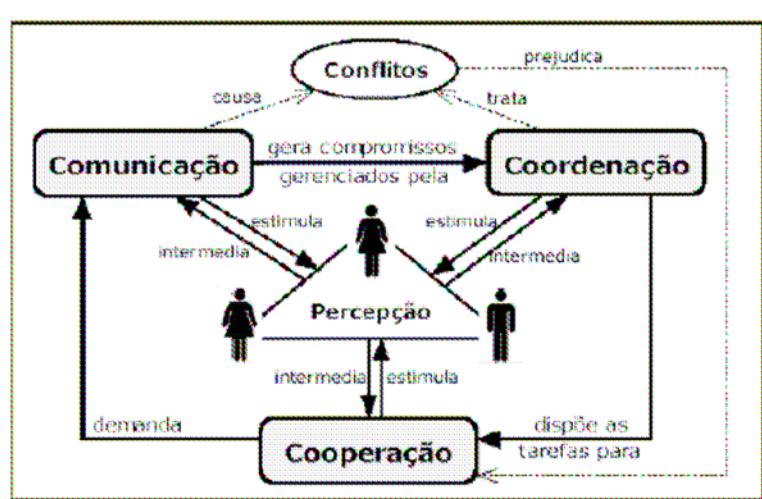 prejudica
Conflitos
causa
trata
Comunicação
gera compromissos
gerenciados pela
Coordenação
estimula
intermedia
estimula
intermedia
Percepção
intermedia
estimula
demanda
dispõe as
tarefas para
Cooperação